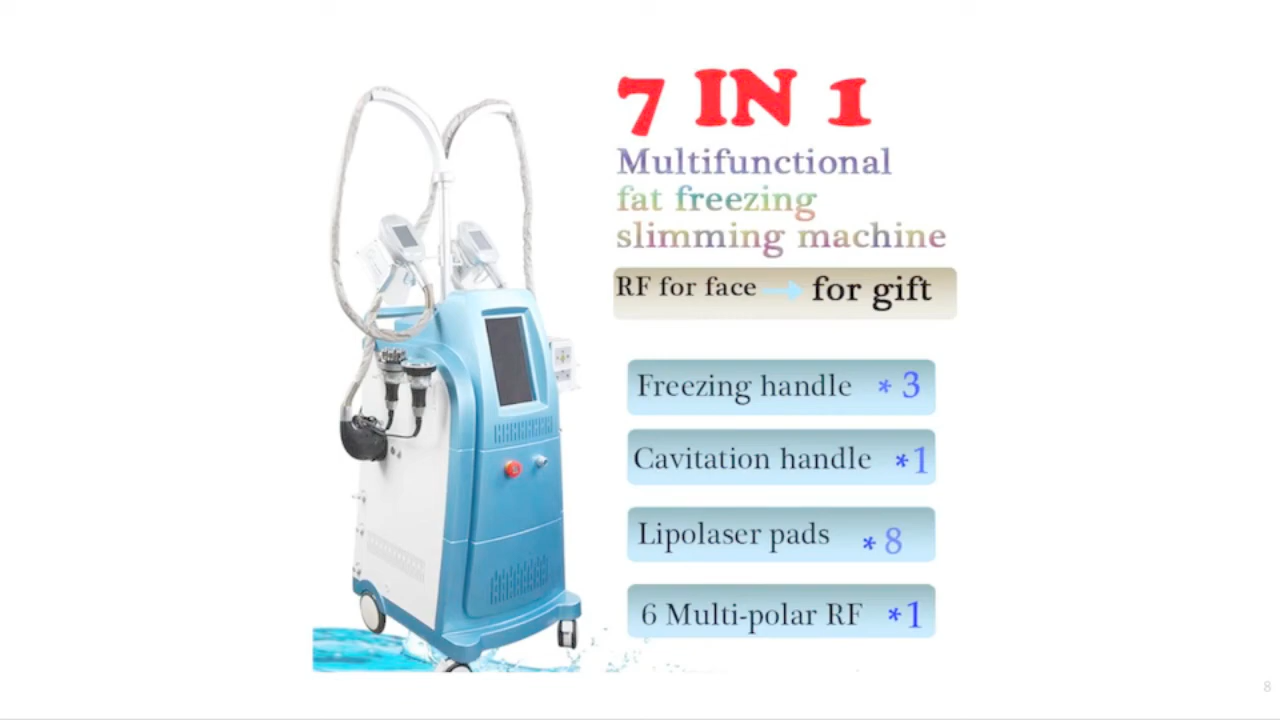 7 IN 1
Multifunctional
fat freezing
slimming machine
RF for face for gift
Freezing handle * 3
Cavitation handle *1
Lipolaser pads * 8
6 Multi-polar RF *1
8